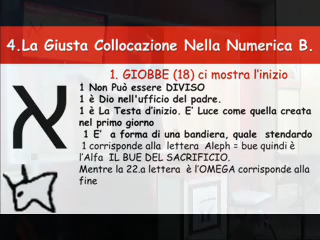 4.La Giusta Collocazione Nella Numerica B.
1. GIOBBE (18) ci mostra l'inizio
א
1 Non Può essere DIVISO
1 è Dio nell'ufficio del padre.
1 è La Testa d'inizio. E' Luce come quella creata
nel primo giorno
1 E' a forma di una bandiera, quale stendardo
1 corrisponde alla lettera Aleph = bue quindi è
l'Alfa IL BUE DEL SACRIFICIO.
Mentre la 22.a lettera è l'OMEGA corrisponde alla
fine